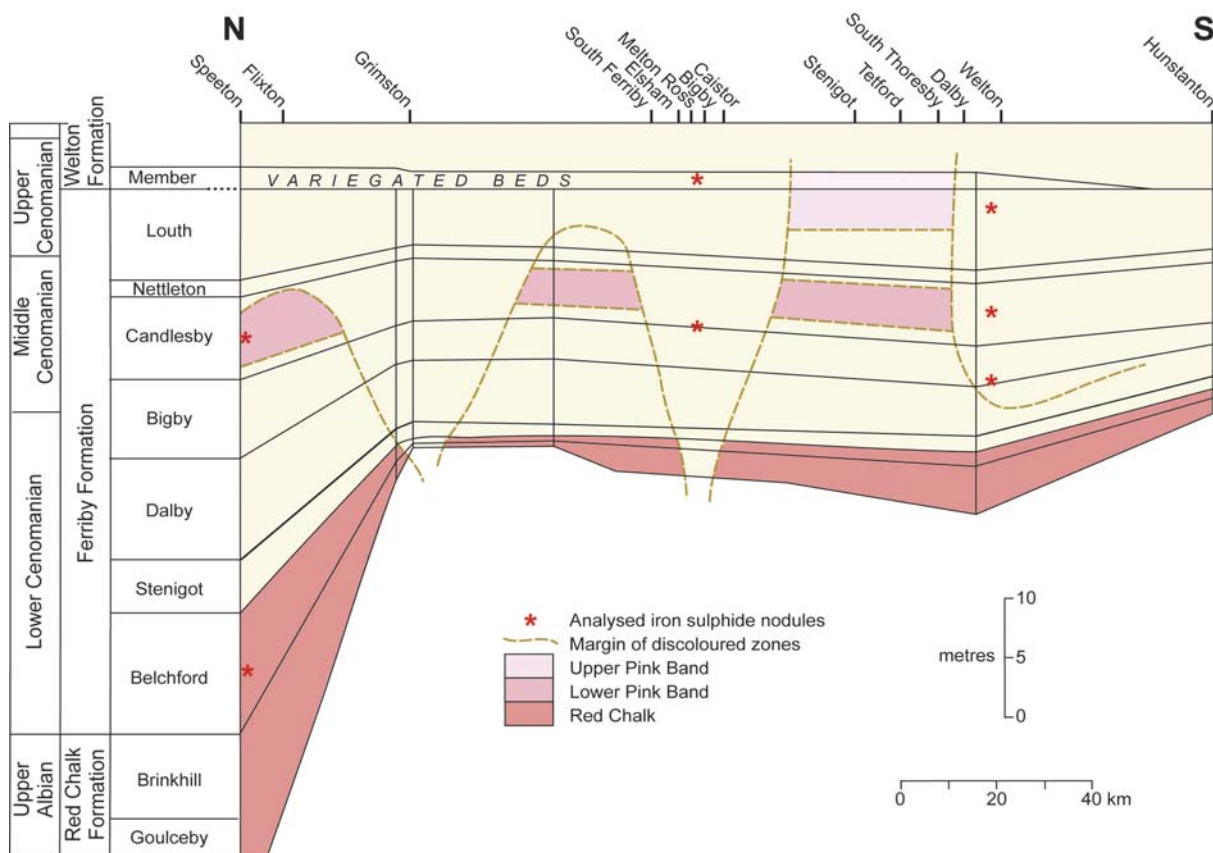 N
S
Speeton
Flixton
Grimston
South Ferriby
Elsham
Melton Ross
Bigby
Caistor
Stenigot
Tetford
South Thoresby
Dalby
Welton
Hunstanton
Upper
Cenomanian
Middle
Cenomanian
Lower Cenomanian
Upper
Albian
Welton
Formation
Ferriby Formation
Red Chalk
Formation
Member
Louth
Nettleton
Candlesby
Bigby
Dalby
Stenigot
Belchford
Brinkhill
Goulceby
VARIEGATED BEDS
* Analysed iron sulphide nodules
Margin of discoloured zones
Upper Pink Band
Lower Pink Band
Red Chalk
metres
10
5
0
0 20 40 km